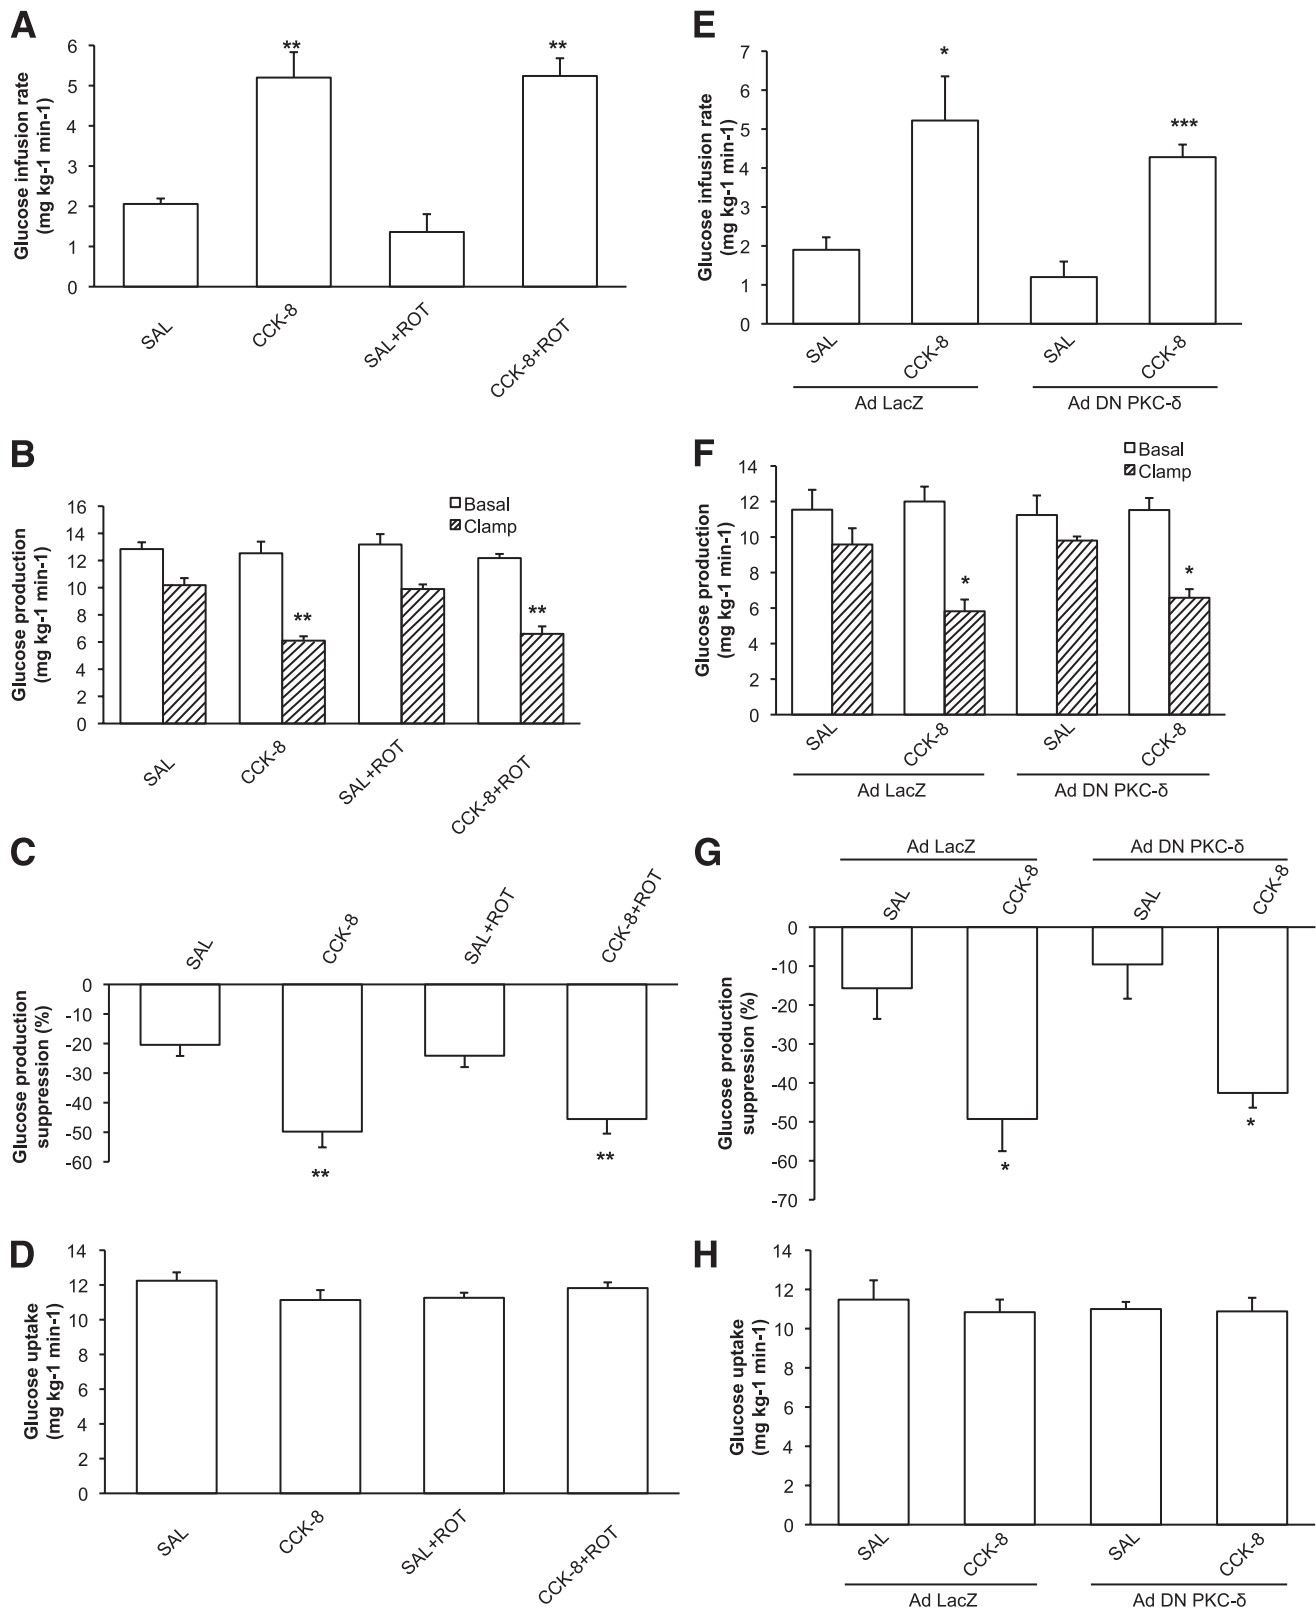 A
Glucose infusion rate
(mg kg-1 min-1)
6
5
4
3
2
1
0
**
**
SAL
CCK-8
SAL+ROT
CCK-8+ROT
B
Glucose production
(mg kg-1 min-1)
16
14
12
10
8
6
4
2
0
Basal
Clamp
**
**
SAL
CCK-8
SAL+ROT
CCK-8+ROT
C
SAL
CCK-8
SAL+ROT
CCK-8+ROT
Glucose production
suppression (%)
0
-10
-20
-30
-40
-50
-60
**
**
D
Glucose uptake
(mg kg-1 min-1)
14
12
10
8
6
4
2
0
SAL
CCK-8
SAL+ROT
CCK-8+ROT
E
Glucose infusion rate
(mg kg-1 min-1)
7
6
5
4
3
2
1
0
*
***
SAL
CCK-8
SAL
CCK-8
Ad LacZ
Ad DN PKC-δ
F
Glucose production
(mg kg-1 min-1)
14
12
10
8
6
4
2
0
Basal
Clamp
*
*
SAL
CCK-8
SAL
CCK-8
Ad LacZ
Ad DN PKC-δ
G
Ad LacZ
Ad DN PKC-δ
SAL
CCK-8
SAL
CCK-8
Glucose production
suppression (%)
0
-10
-20
-30
-40
-50
-60
-70
*
*
H
Glucose uptake
(mg kg-1 min-1)
14
12
10
8
6
4
2
0
SAL
CCK-8
SAL
CCK-8
Ad LacZ
Ad DN PKC-δ